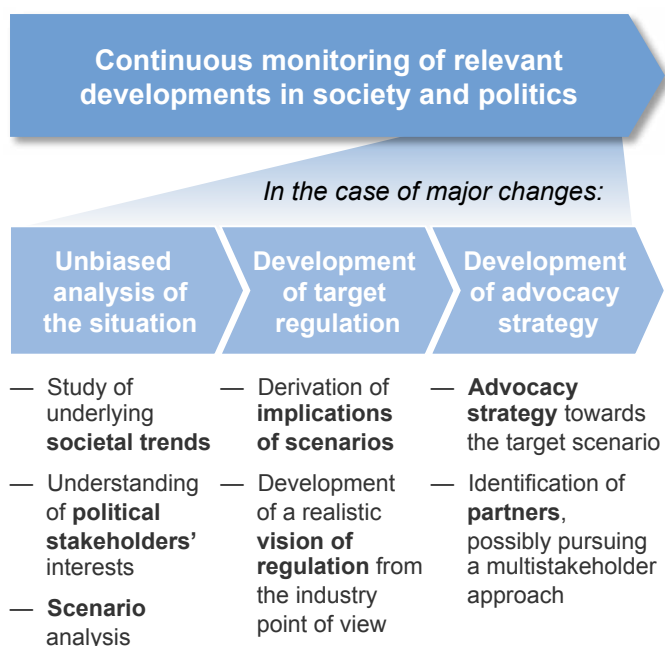 Continuous monitoring of relevant
developments in society and politics
In the case of major changes:
Unbiased
analysis of
the situation
Development
of target
regulation
Development
of advocacy
strategy
— Study of
underlying
societal trends
— Understanding
of political
stakeholders’
interests
— Scenario
analysis
— Derivation of
implications
of scenarios
— Development
of a realistic
vision of
regulation from
the industry
point of view
— Advocacy
strategy towards
the target scenario
— Identification of
partners,
possibly pursuing
a multistakeholder
approach